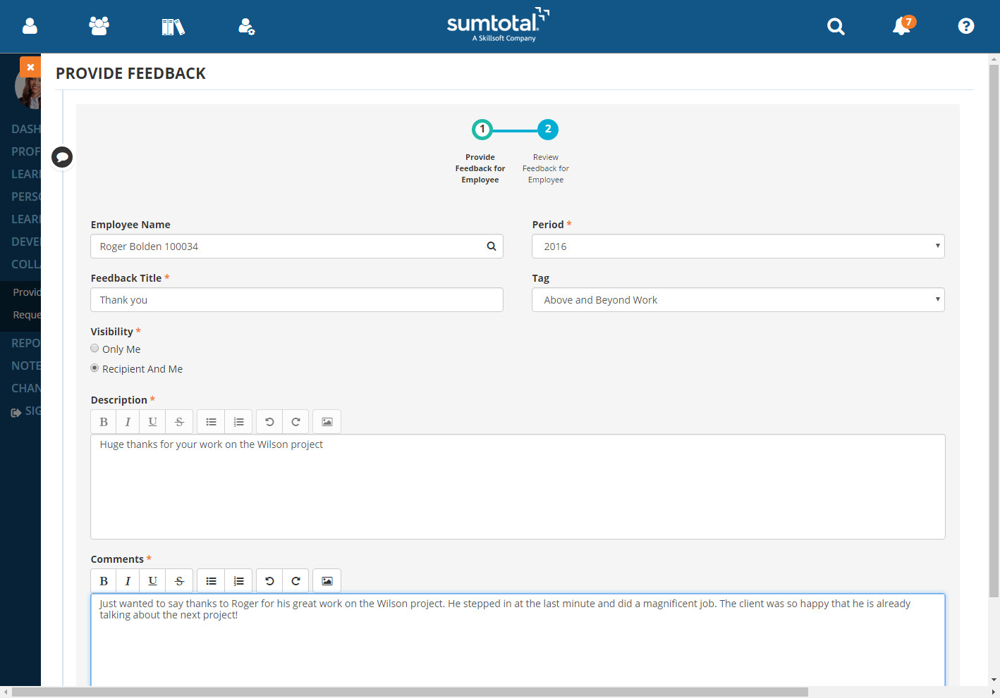 sumtotal.
A Skillsoft Company
7
PROVIDE FEEDBACK
DASH
PROF
LEARI
PERSO
LEARI
DEVE
COLLA
Provid
Reque
REPO
NOTE
CHAN
SIG
1
2
Provide
Feedback for
Employee
Review
Feedback for
Employee
Employee Name
Period *
Roger Bolden 100034
2016
Feedback Title *
Tag
Thank you
Above and Beyond Work
Visibility *
Only Me
Recipient And Me
Description *
B I U S
Huge thanks for your work on the Wilson project
Comments *
B I U S
Just wanted to say thanks to Roger for his great work on the Wilson project. He stepped in at the last minute and did a magnificent job. The client was so happy that he is already
talking about the next project!